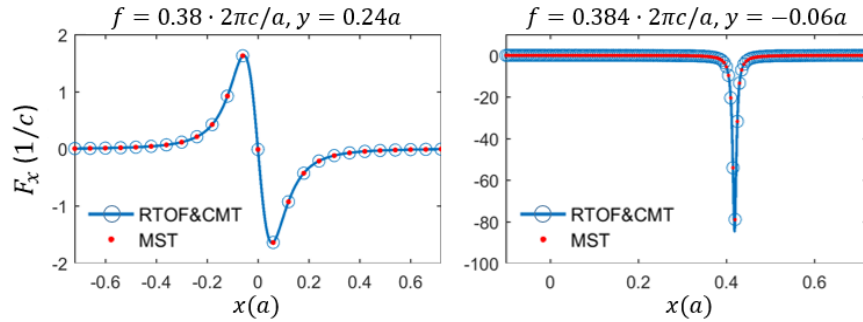 f = 0.38 · 2πc/a, y = 0.24a
f = 0.384 · 2πc/a, y = −0.06a
F_x (1/c)
2
1
0
-1
-2
RTOF&CMT
MST
-0.6 -0.4 -0.2 0 0.2 0.4 0.6
x(a)
0
-20
-40
-60
-80
-100
RTOF&CMT
MST
0 0.2 0.4 0.6
x(a)